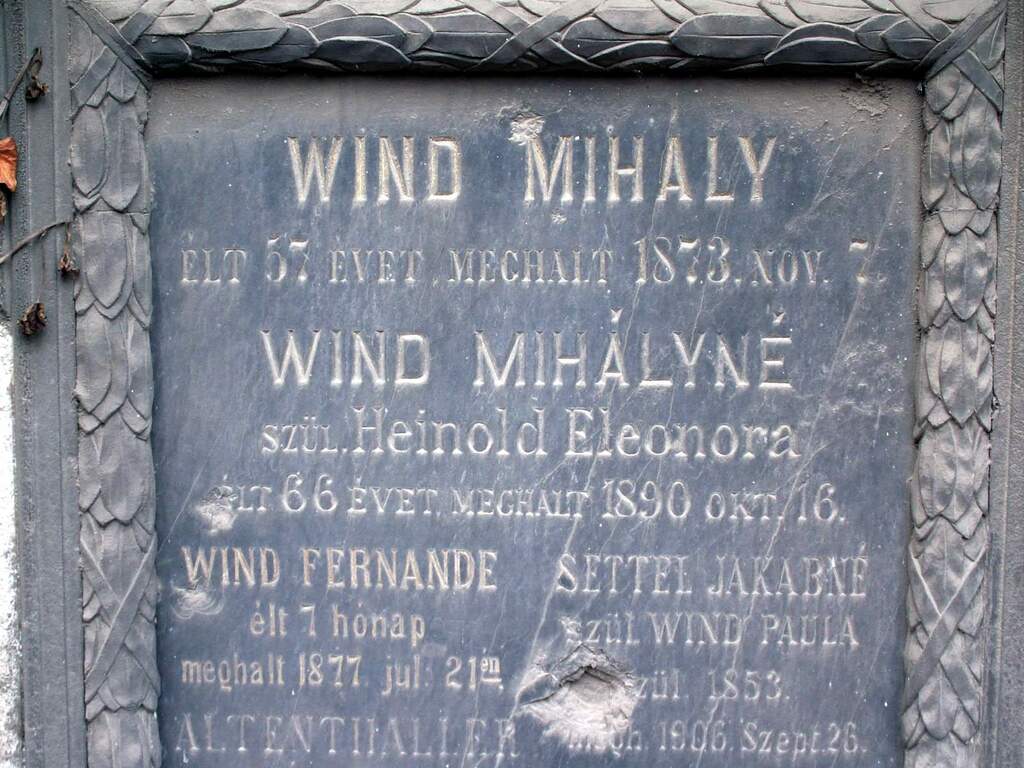 WIND MIHALY
ÉLT 57 ÉVET, MEGHALT 1873. NOV. 7.
WIND MIHÁLYNÉ
SZÜL. Heinold Eleonora
ÉLT 66 ÉVET, MEGHALT 1890 OKT. 16.
WIND FERNANDE
élt 7 hónap
meghalt 1877. jul. 21én
ALTENTHALLER
SETTEL JAKABNÉ
szül. WIND PAULA
szül. 1853.
megh. 1906. Szept. 26.